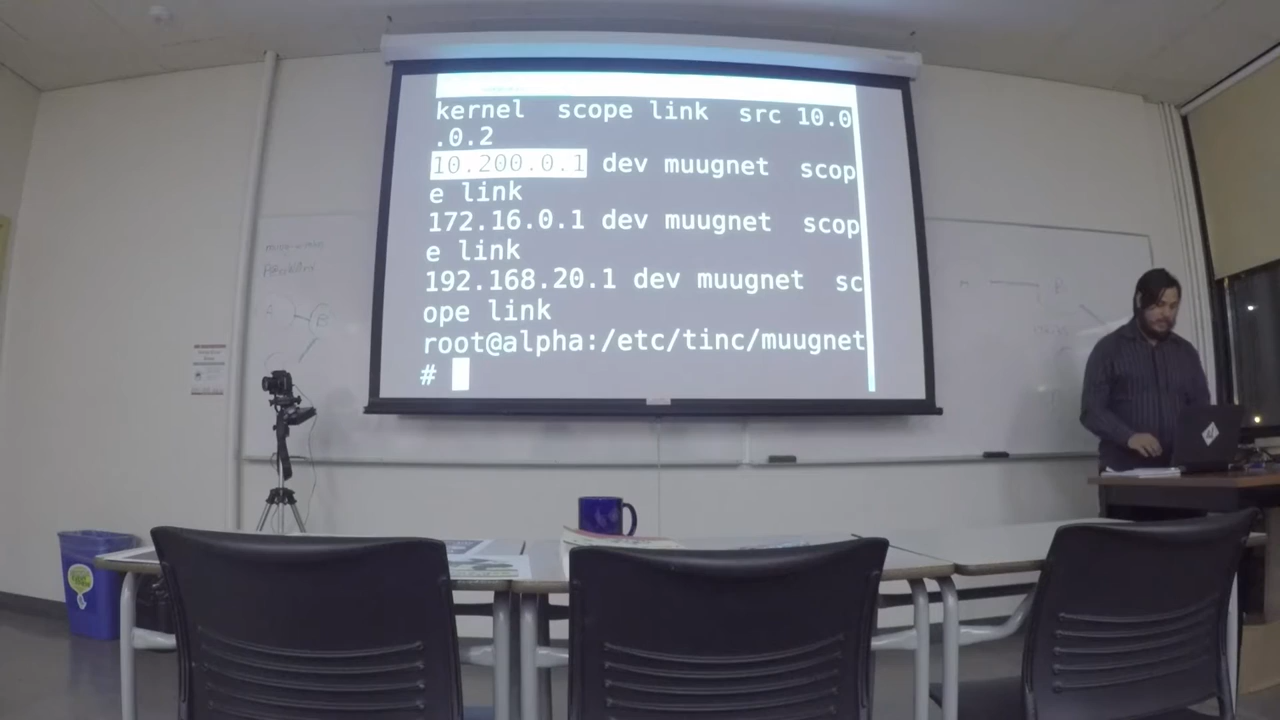 kernel  scope link  src 10.0
.0.2
10.200.0.1 dev muugnet  scop
e link
172.16.0.1 dev muugnet  scop
e link
192.168.20.1 dev muugnet  sc
ope link
root@alpha:/etc/tinc/muugnet
#
A
B